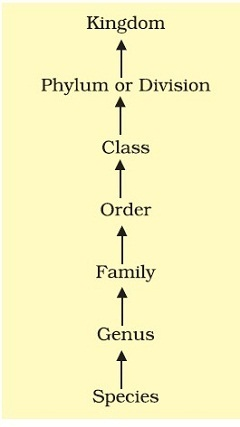 Kingdom
Phylum or Division
Class
Order
Family
Genus
Species